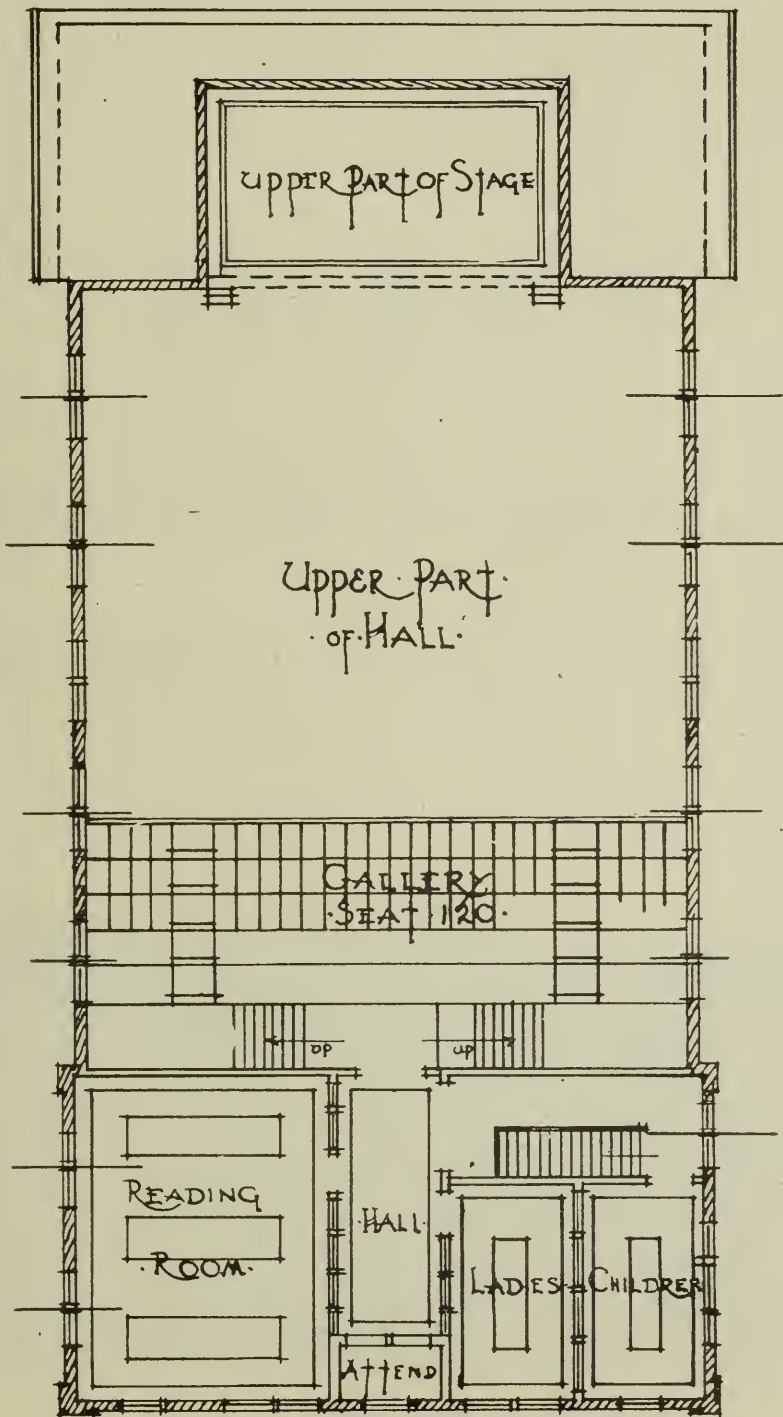 UPPER PART OF STAGE
UPPER · PART ·
· OF · HALL ·
GALLERY
· SEAT · 120 ·
UP
UP
READING
· ROOM ·
· HALL ·
LADIES
CHILDREN
ATTEND